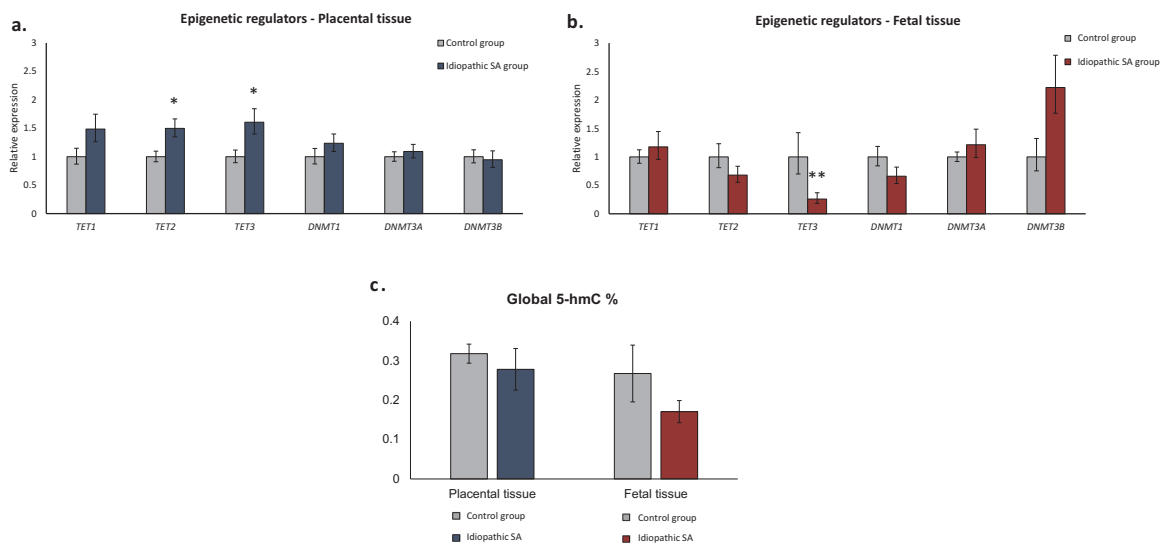 a.
Epigenetic regulators - Placental tissue
Control group
Idiopathic SA group
Relative expression
3
2.5
2
1.5
1
0.5
0
*
*
TET1
TET2
TET3
DNMT1
DNMT3A
DNMT3B
b.
Epigenetic regulators - Fetal tissue
Control group
Idiopathic SA group
Relative expression
3
2.5
2
1.5
1
0.5
0
**
TET1
TET2
TET3
DNMT1
DNMT3A
DNMT3B
c.
Global 5-hmC %
0.4
0.3
0.2
0.1
0
Placental tissue
Fetal tissue
Control group
Idiopathic SA
Control group
Idiopathic SA